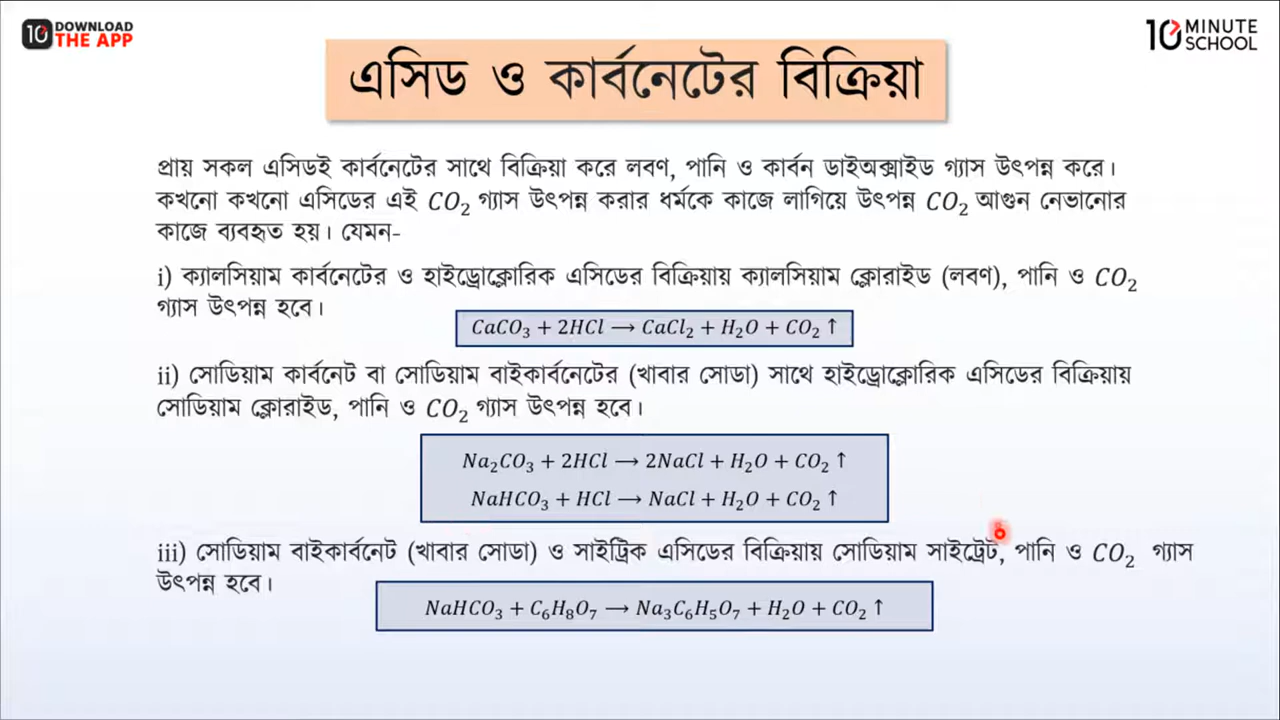 DOWNLOAD
THE APP
10 MINUTE
SCHOOL
এসিড ও কার্বনেটের বিক্রিয়া
প্রায় সকল এসিডই কার্বনেটের সাথে বিক্রিয়া করে লবণ, পানি ও কার্বন ডাইঅক্সাইড গ্যাস উৎপন্ন করে।
কখনো কখনো এসিডের এই CO₂ গ্যাস উৎপন্ন করার ধর্মকে কাজে লাগিয়ে উৎপন্ন CO₂ আগুন নেভানোর
কাজে ব্যবহৃত হয়। যেমন-
i) ক্যালসিয়াম কার্বনেটের ও হাইড্রোক্লোরিক এসিডের বিক্রিয়ায় ক্যালসিয়াম ক্লোরাইড (লবণ), পানি ও CO₂
গ্যাস উৎপন্ন হবে।
CaCO₃ + 2HCl → CaCl₂ + H₂O + CO₂ ↑
ii) সোডিয়াম কার্বনেট বা সোডিয়াম বাইকার্বনেটের (খাবার সোডা) সাথে হাইড্রোক্লোরিক এসিডের বিক্রিয়ায়
সোডিয়াম ক্লোরাইড, পানি ও CO₂ গ্যাস উৎপন্ন হবে।
Na₂CO₃ + 2HCl → 2NaCl + H₂O + CO₂ ↑
NaHCO₃ + HCl → NaCl + H₂O + CO₂ ↑
iii) সোডিয়াম বাইকার্বনেট (খাবার সোডা) ও সাইট্রিক এসিডের বিক্রিয়ায় সোডিয়াম সাইট্রেট, পানি ও CO₂ গ্যাস
উৎপন্ন হবে।
NaHCO₃ + C₆H₈O₇ → Na₃C₆H₅O₇ + H₂O + CO₂ ↑